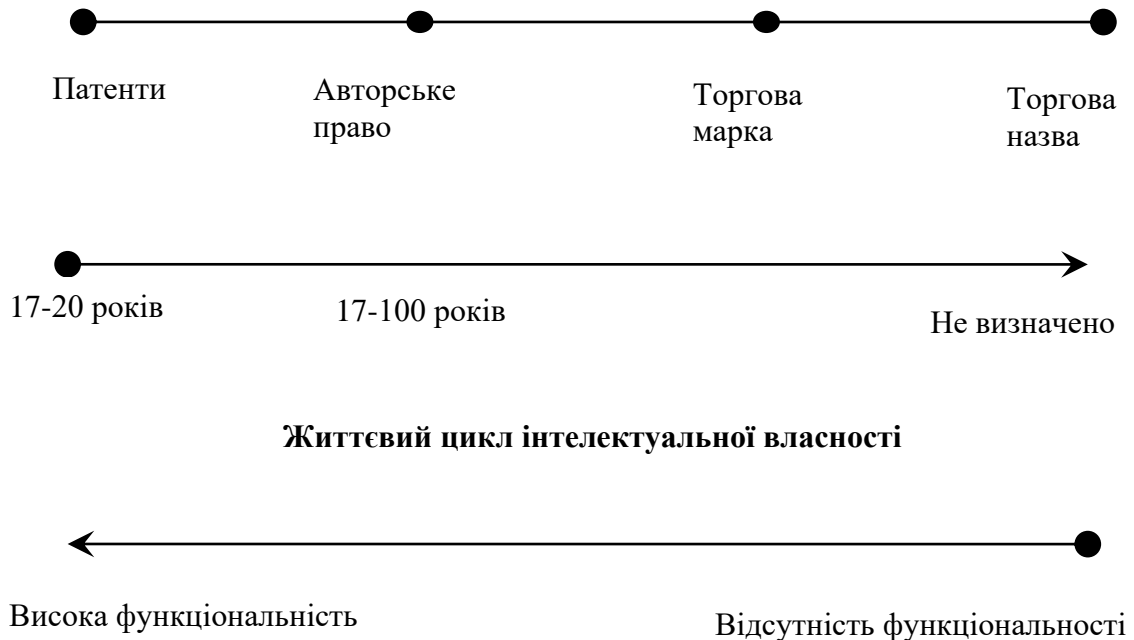 Патенти
Авторське
право
Торгова
марка
Торгова
назва
17-20 років
17-100 років
Не визначено
Життєвий цикл інтелектуальної власності
Висока функціональність
Відсутність функціональності